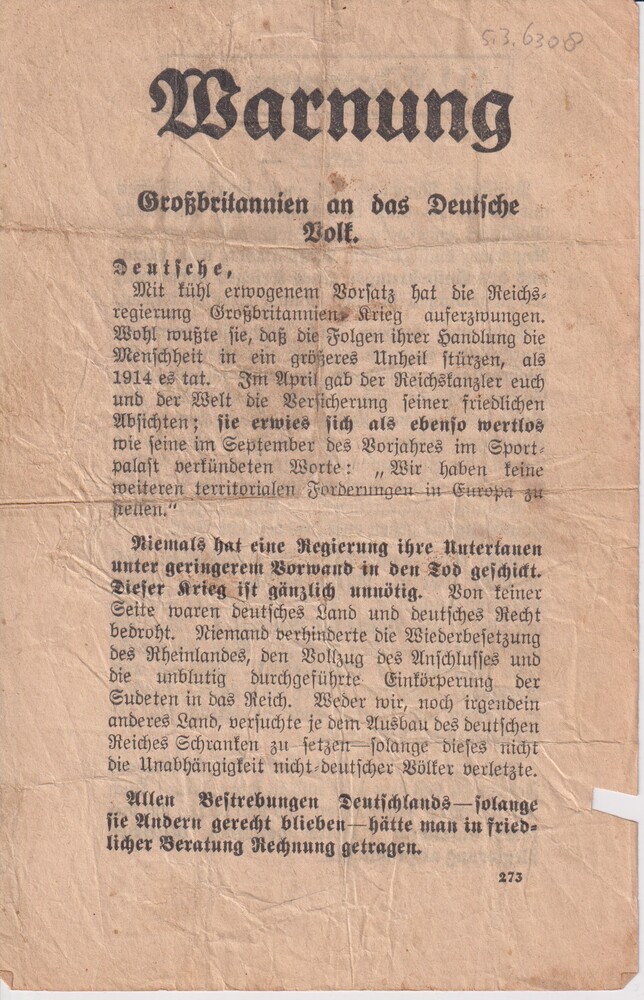 5.3.6308
Warnung
Großbritannien an das Deutsche
Volk.
Deutsche,
Mit kühl erwogenem Vorsatz hat die Reichs-
regierung Großbritannien Krieg auferzwungen.
Wohl wußte sie, daß die Folgen ihrer Handlung die
Menschheit in ein größeres Unheil stürzen, als
1914 es tat. Im April gab der Reichskanzler euch
und der Welt die Versicherung seiner friedlichen
Absichten; sie erwies sich als ebenso wertlos
wie seine im September des Vorjahres im Sport-
palast verkündeten Worte: „Wir haben keine
weiteren territorialen Forderungen in Europa zu
stellen.“
Niemals hat eine Regierung ihre Untertanen
unter geringerem Vorwand in den Tod geschickt.
Dieser Krieg ist gänzlich unnötig. Von keiner
Seite waren deutsches Land und deutsches Recht
bedroht. Niemand verhinderte die Wiederbesetzung
des Rheinlandes, den Vollzug des Anschlusses und
die unblutig durchgeführte Einkörperung der
Sudeten in das Reich. Weder wir, noch irgendein
anderes Land, versuchte je dem Ausbau des deutschen
Reiches Schranken zu setzen—solange dieses nicht
die Unabhängigkeit nicht-deutscher Völker verletzte.
Allen Bestrebungen Deutschlands—solange
sie Andern gerecht blieben—hätte man in fried-
licher Beratung Rechnung getragen.
273